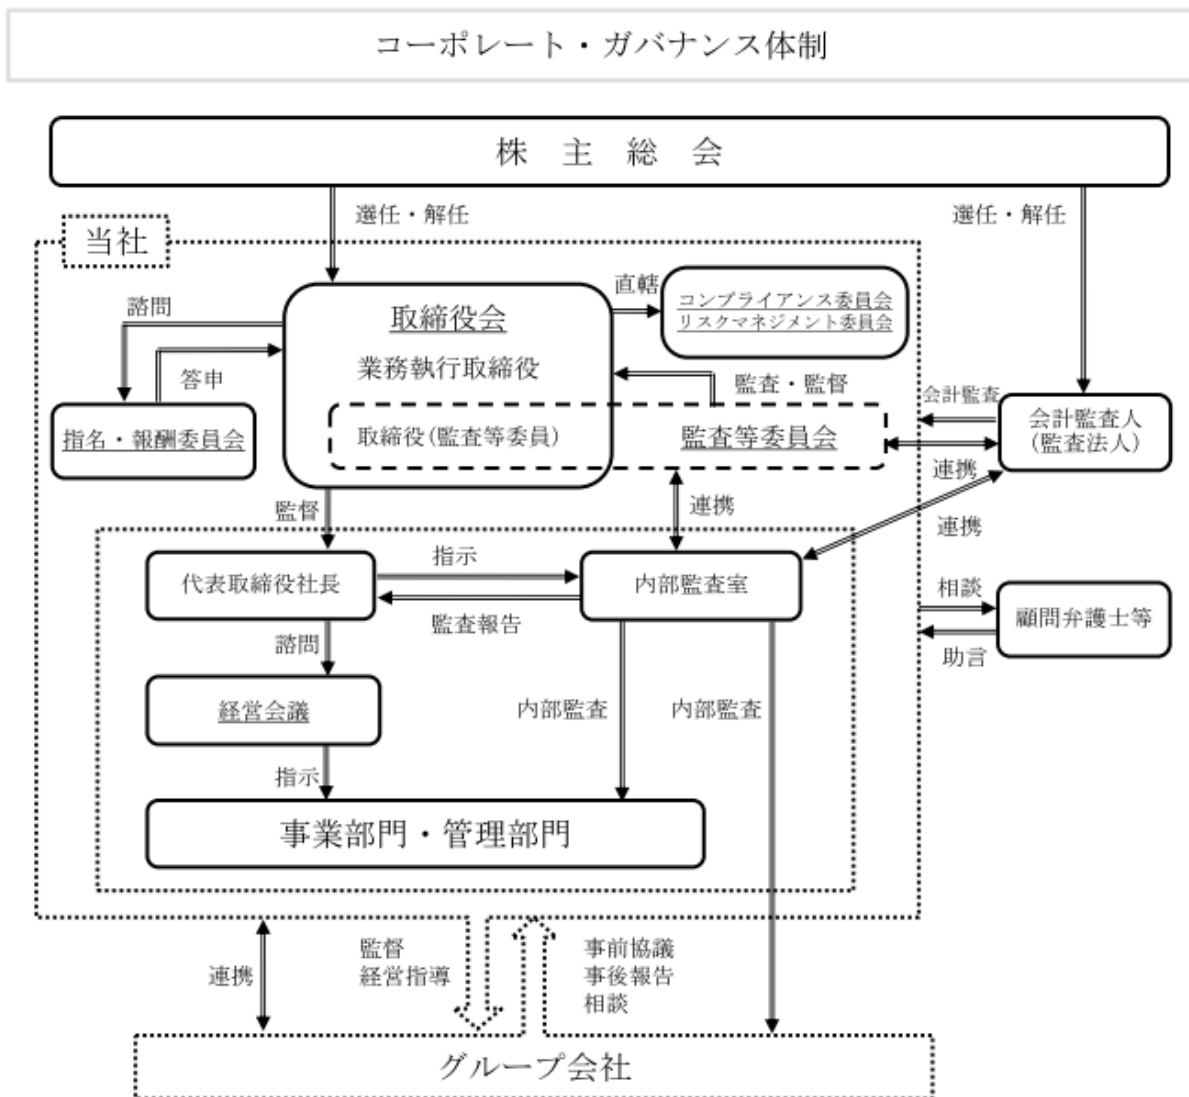 コーポレート・ガバナンス体制
株 主 総 会
選任・解任
選任・解任
当社
諮問
直轄
取締役会
コンプライアンス委員会
リスクマネジメント委員会
業務執行取締役
答申
監査・監督
会計監査
指名・報酬委員会
取締役(監査等委員)
監査等委員会
会計監査人
(監査法人)
連携
監督
連携
連携
代表取締役社長
指示
内部監査室
監査報告
相談
顧問弁護士等
助言
諮問
経営会議
内部監査
内部監査
指示
事業部門・管理部門
連携
監督
経営指導
事前協議
事後報告
相談
グループ会社